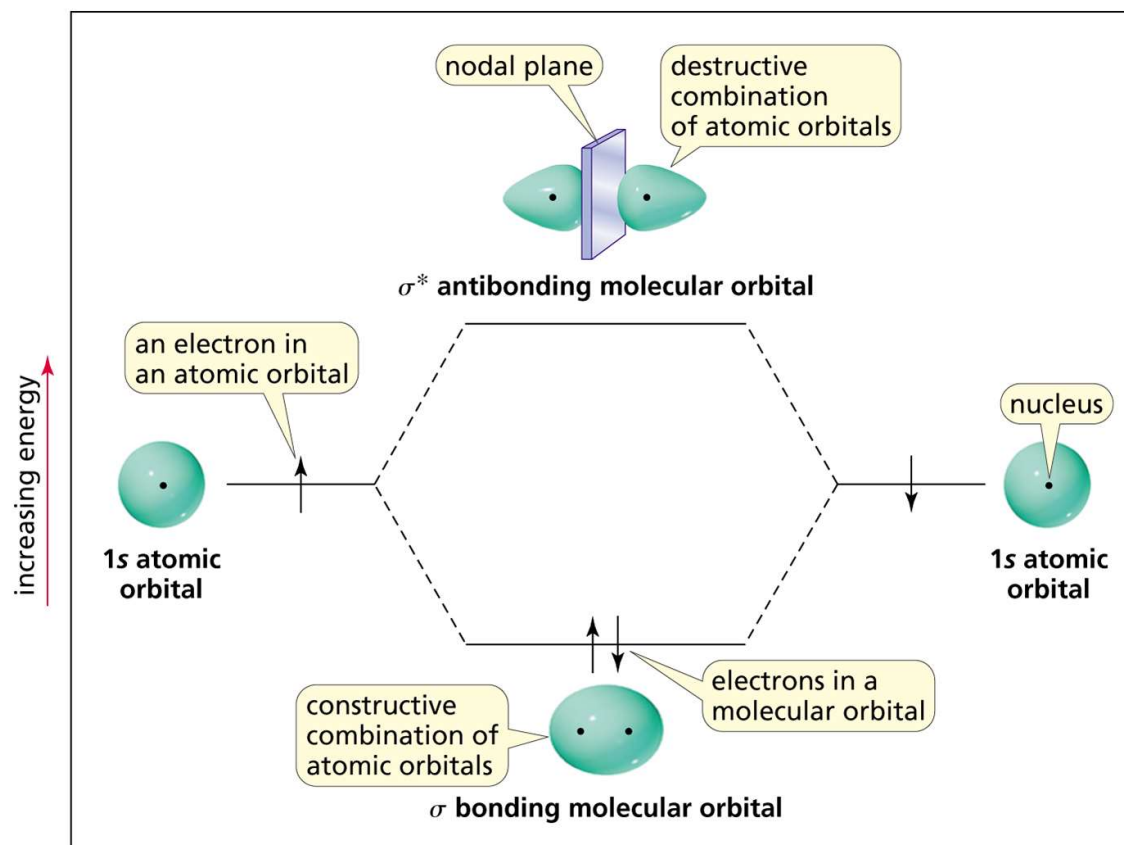 nodal plane
destructive
combination
of atomic orbitals
σ* antibonding molecular orbital
an electron in
an atomic orbital
increasing energy
nucleus
1s atomic
orbital
1s atomic
orbital
electrons in a
molecular orbital
constructive
combination of
atomic orbitals
σ bonding molecular orbital